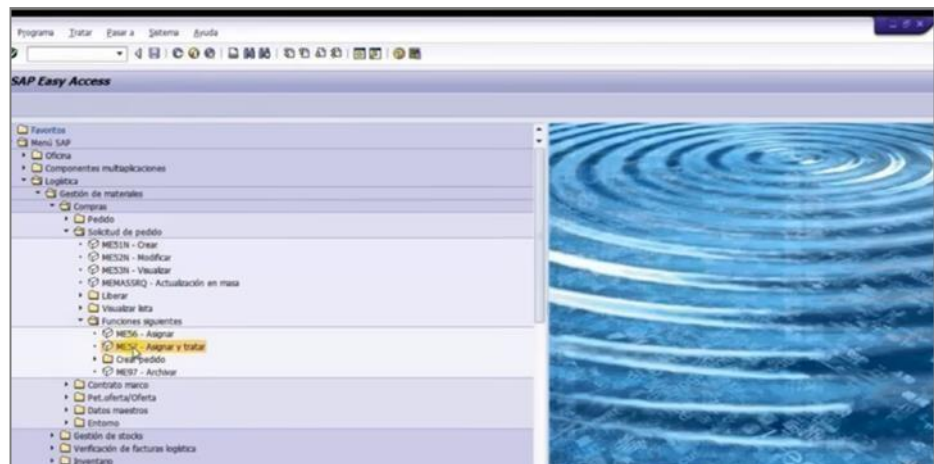 Programa Tratar Pasar a Sistema Ayuda
SAP Easy Access
Favoritos
Menú SAP
Oficina
Componentes multiaplicaciones
Logística
Gestión de materiales
Compras
Pedido
Solicitud de pedido
ME51N - Crear
ME52N - Modificar
ME53N - Visualizar
MEMASSRQ - Actualización en masa
Liberar
Visualizar lista
Funciones siguientes
ME56 - Asignar
ME57 - Asignar y tratar
Crear pedido
ME97 - Archivar
Contrato marco
Pet.oferta/Oferta
Datos maestros
Entorno
Gestión de stocks
Verificación de facturas logística
Inventario